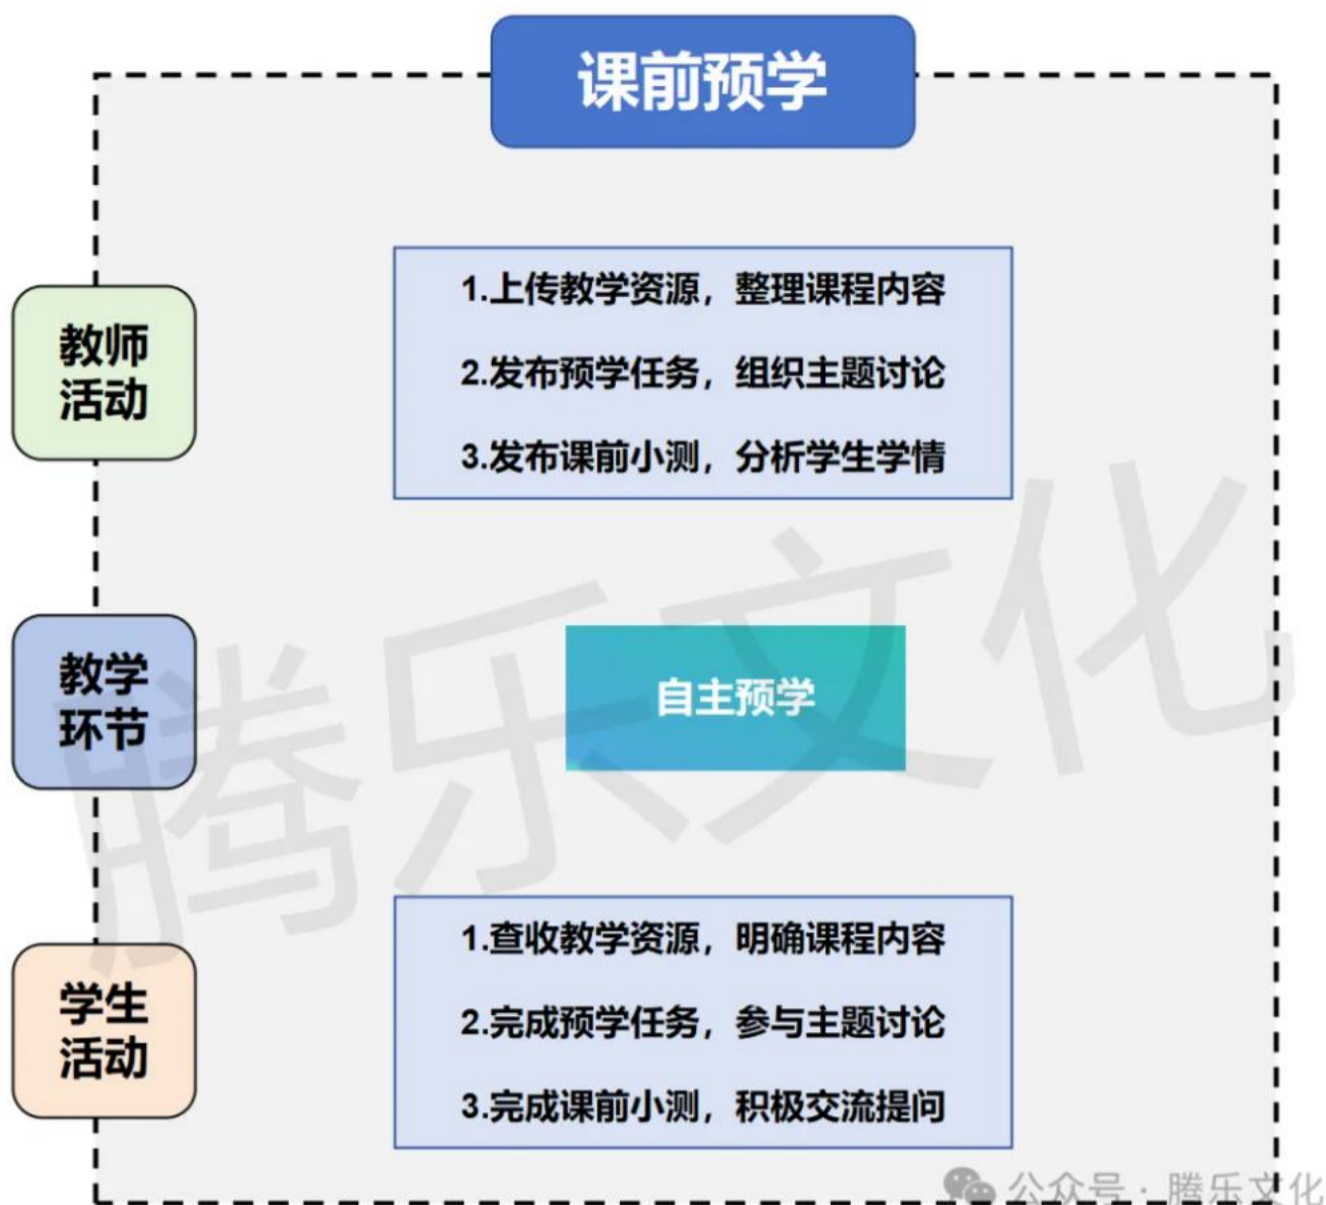 课前预学
教师
活动
1.上传教学资源，整理课程内容
2.发布预学任务，组织主题讨论
3.发布课前小测，分析学生学情
教学
环节
自主预学
腾乐文化
学生
活动
1.查收教学资源，明确课程内容
2.完成预学任务，参与主题讨论
3.完成课前小测，积极交流提问
公众号·腾乐文化